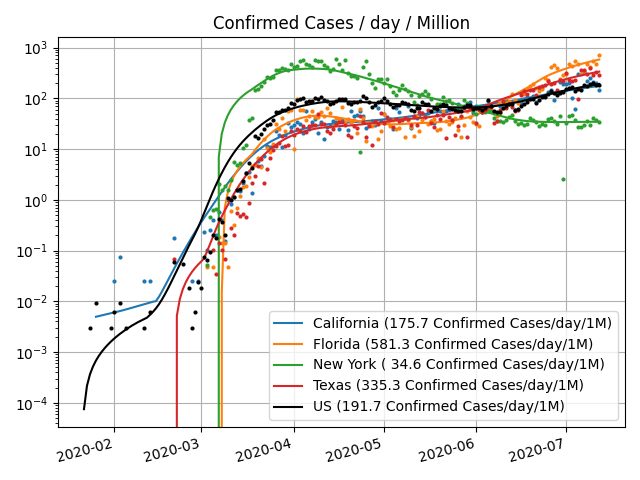 Confirmed Cases / day / Million
10³
10²
10¹
10⁰
10⁻¹
10⁻²
10⁻³
10⁻⁴
California (175.7 Confirmed Cases/day/1M)
Florida (581.3 Confirmed Cases/day/1M)
New York ( 34.6 Confirmed Cases/day/1M)
Texas (335.3 Confirmed Cases/day/1M)
US (191.7 Confirmed Cases/day/1M)
2020-02 2020-03 2020-04 2020-05 2020-06 2020-07